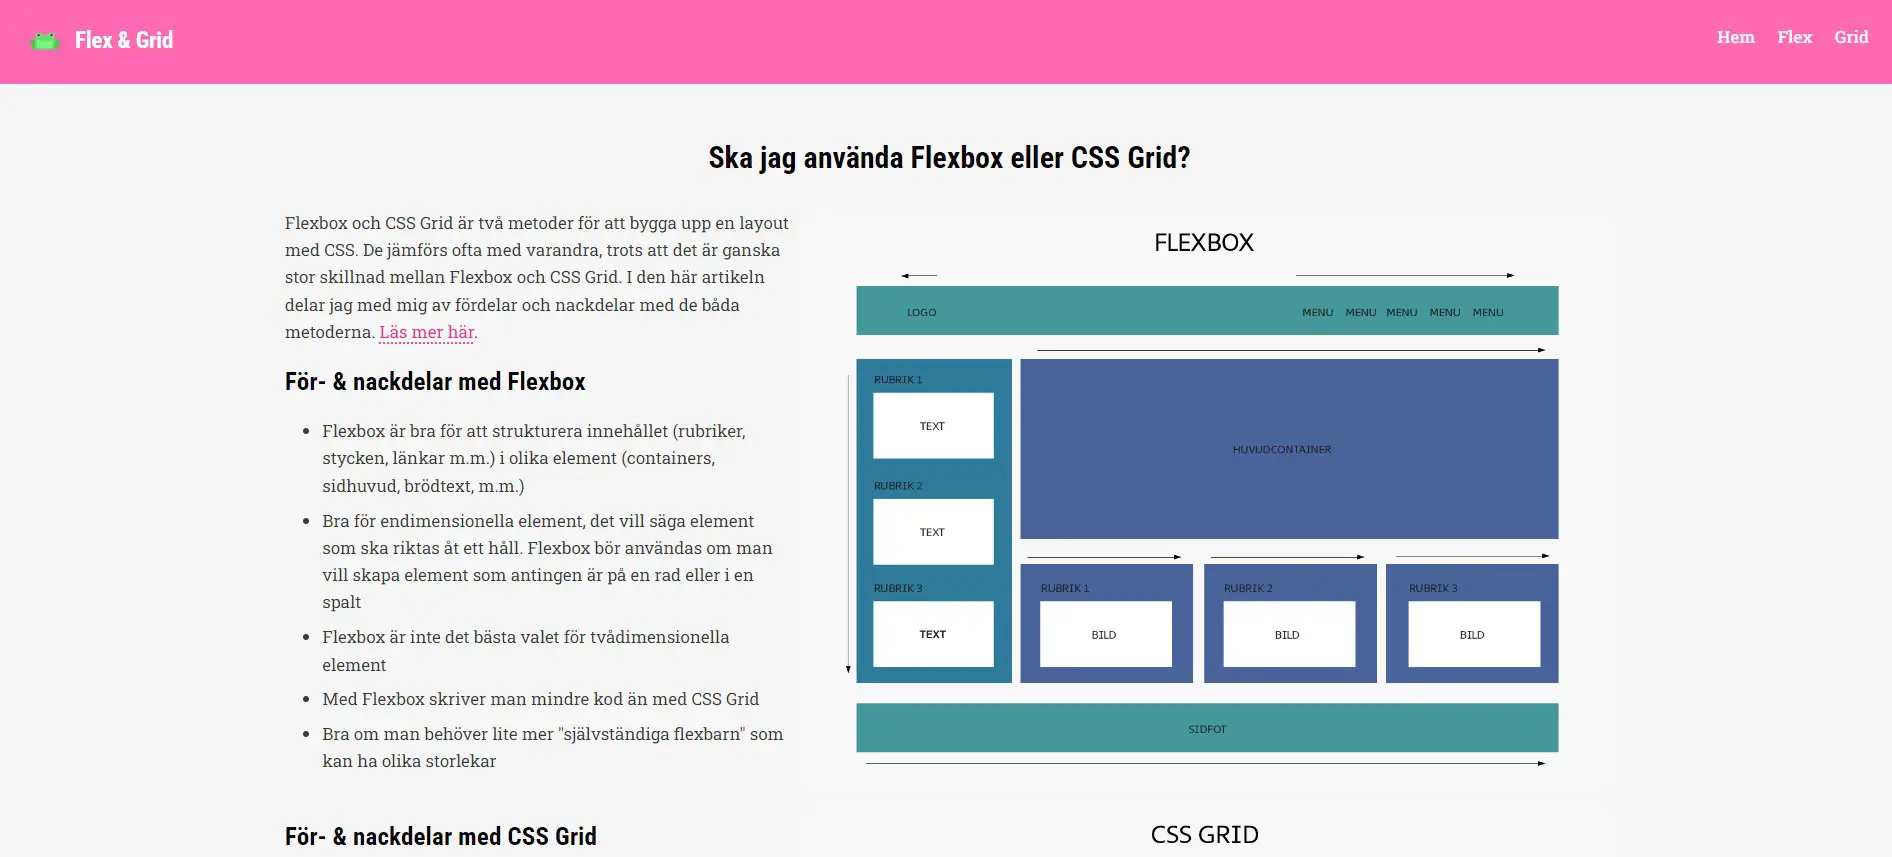 Flex & Grid
Hem Flex Grid
Ska jag använda Flexbox eller CSS Grid?
Flexbox och CSS Grid är två metoder för att bygga upp en layout
med CSS. De jämförs ofta med varandra, trots att det är ganska
stor skillnad mellan Flexbox och CSS Grid. I den här artikeln
delar jag med mig av fördelar och nackdelar med de båda
metoderna. Läs mer här.
För- & nackdelar med Flexbox
Flexbox är bra för att strukturera innehållet (rubriker,
stycken, länkar m.m.) i olika element (containers,
sidhuvud, brödtext, m.m.)
Bra för endimensionella element, det vill säga element
som ska riktas åt ett håll. Flexbox bör användas om man
vill skapa element som antingen är på en rad eller i en
spalt
Flexbox är inte det bästa valet för tvådimensionella
element
Med Flexbox skriver man mindre kod än med CSS Grid
Bra om man behöver lite mer "självständiga flexbarn" som
kan ha olika storlekar
För- & nackdelar med CSS Grid
FLEXBOX
LOGO
MENU MENU MENU MENU MENU
RUBRIK 1
TEXT
RUBRIK 2
TEXT
RUBRIK 3
TEXT
HUVUDCONTAINER
RUBRIK 1
BILD
RUBRIK 2
BILD
RUBRIK 3
BILD
SIDFOT
CSS GRID